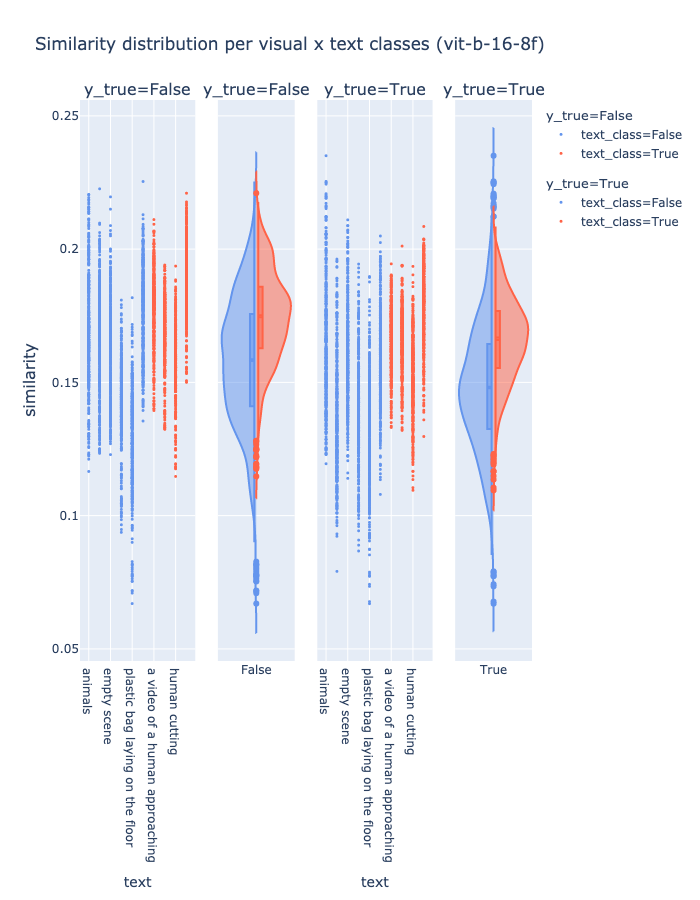 Similarity distribution per visual x text classes (vit-b-16-8f)
y_true=False
y_true=False
y_true=True
y_true=True
0.25
0.2
0.15
0.1
0.05
similarity
y_true=False
text_class=False
text_class=True
y_true=True
text_class=False
text_class=True
animals
empty scene
plastic bag laying on the floor
a video of a human approaching
human cutting
False
animals
empty scene
plastic bag laying on the floor
a video of a human approaching
human cutting
True
text
text